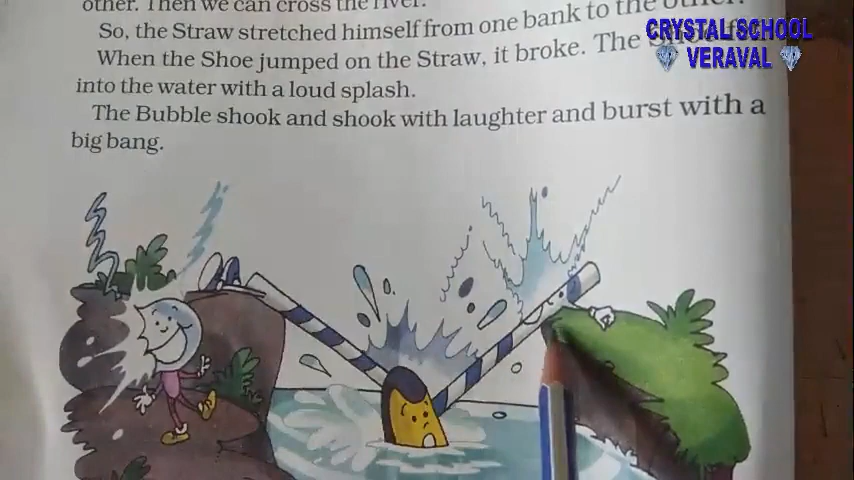 other. Then we can cross the river.
So, the Straw stretched himself from one bank to the other.
When the Shoe jumped on the Straw, it broke. The
into the water with a loud splash.
The Bubble shook and shook with laughter and burst with a
big bang.
CRYSTAL SCHOOL
VERAVAL